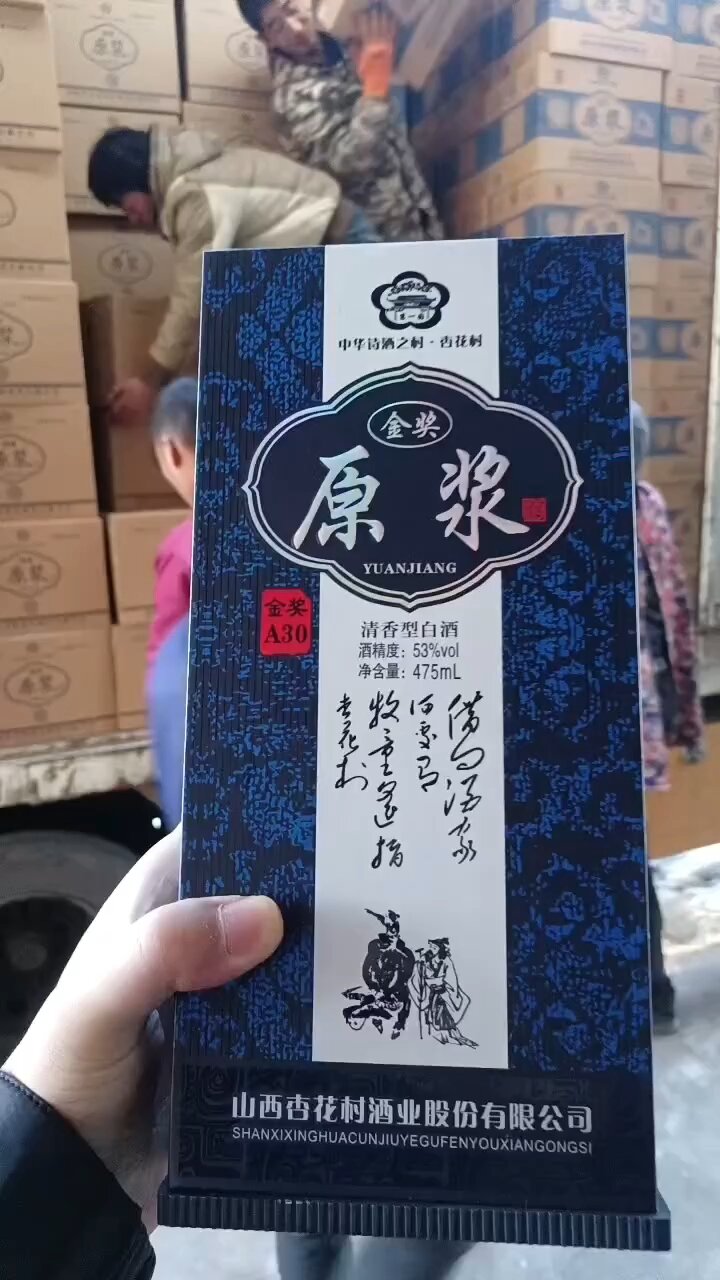 中华诗酒之村·杏花村
金奖
原浆
YUANJIANG
金奖
A30
清香型白酒
酒精度：53%vol
净含量：475mL
借问酒家
何处有
牧童遥指
杏花村
山西杏花村酒业股份有限公司
SHANXIXINGHUACUNJIUYEGUFENYOUXIANGONGSI
原浆
原浆
原浆
原浆
原浆
原浆